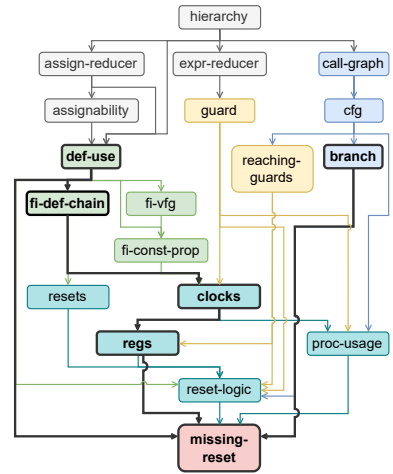 hierarchy
assign-reducer
expr-reducer
call-graph
assignability
guard
cfg
def-use
reaching-
guards
branch
fi-def-chain
fi-vfg
fi-const-prop
resets
clocks
regs
proc-usage
reset-logic
missing-
reset